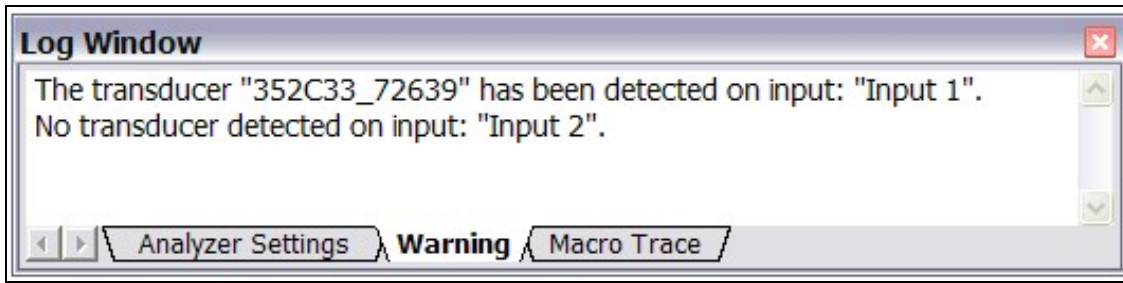 Log Window
The transducer "352C33_72639" has been detected on input: "Input 1".
No transducer detected on input: "Input 2".
Analyzer Settings Warning Macro Trace